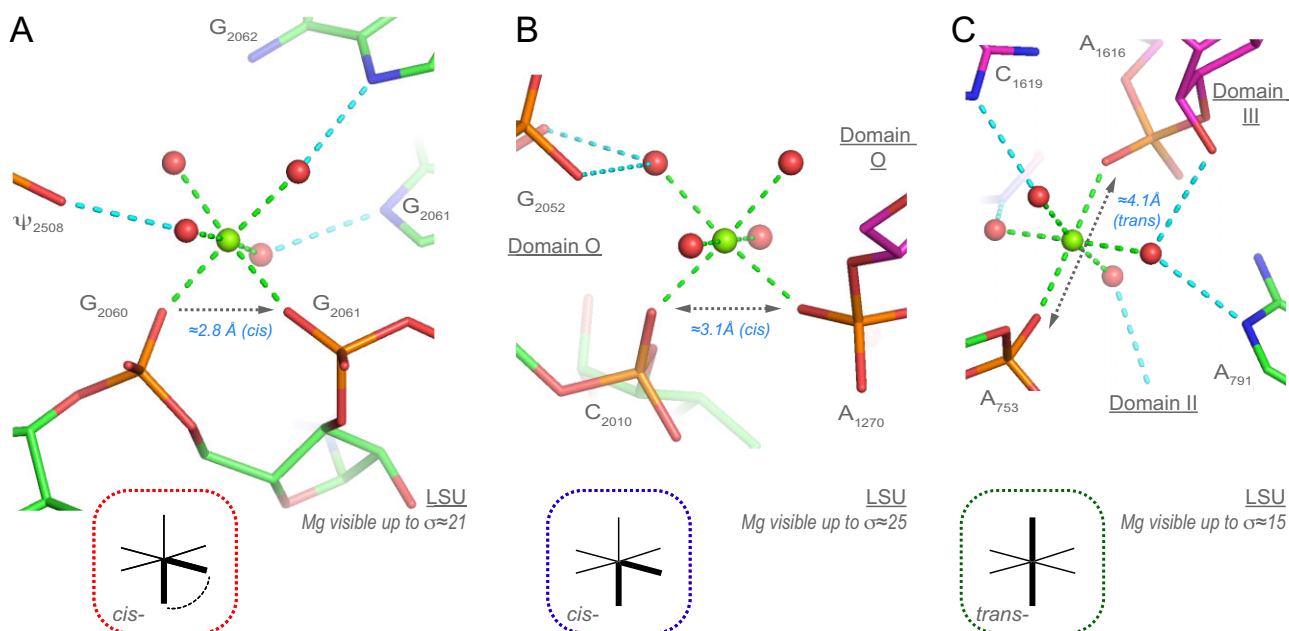 A
G2062
Ψ2508
G2061
G2060
G2061
≈2.8 Å (cis)
LSU
Mg visible up to σ≈21
cis-
B
G2052
Domain O
Domain
O
≈3.1Å (cis)
C2010
A1270
LSU
Mg visible up to σ≈25
cis-
C
A1616
C1619
Domain
III
≈4.1Å
(trans)
A753
A791
Domain II
LSU
Mg visible up to σ≈15
trans-